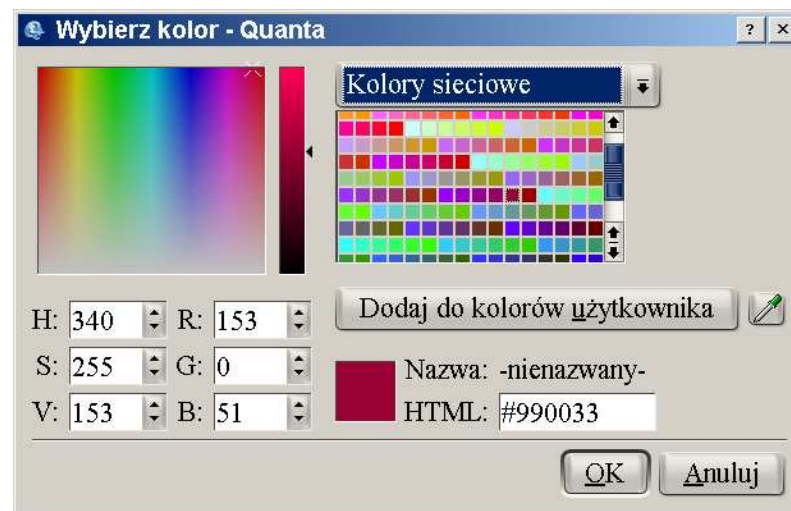 Wybierz kolor - Quanta
Kolory sieciowe
Dodaj do kolorów użytkownika
H: 340 R: 153
S: 255 G: 0
V: 153 B: 51
Nazwa: -nienazwany-
HTML: #990033
OK Anuluj